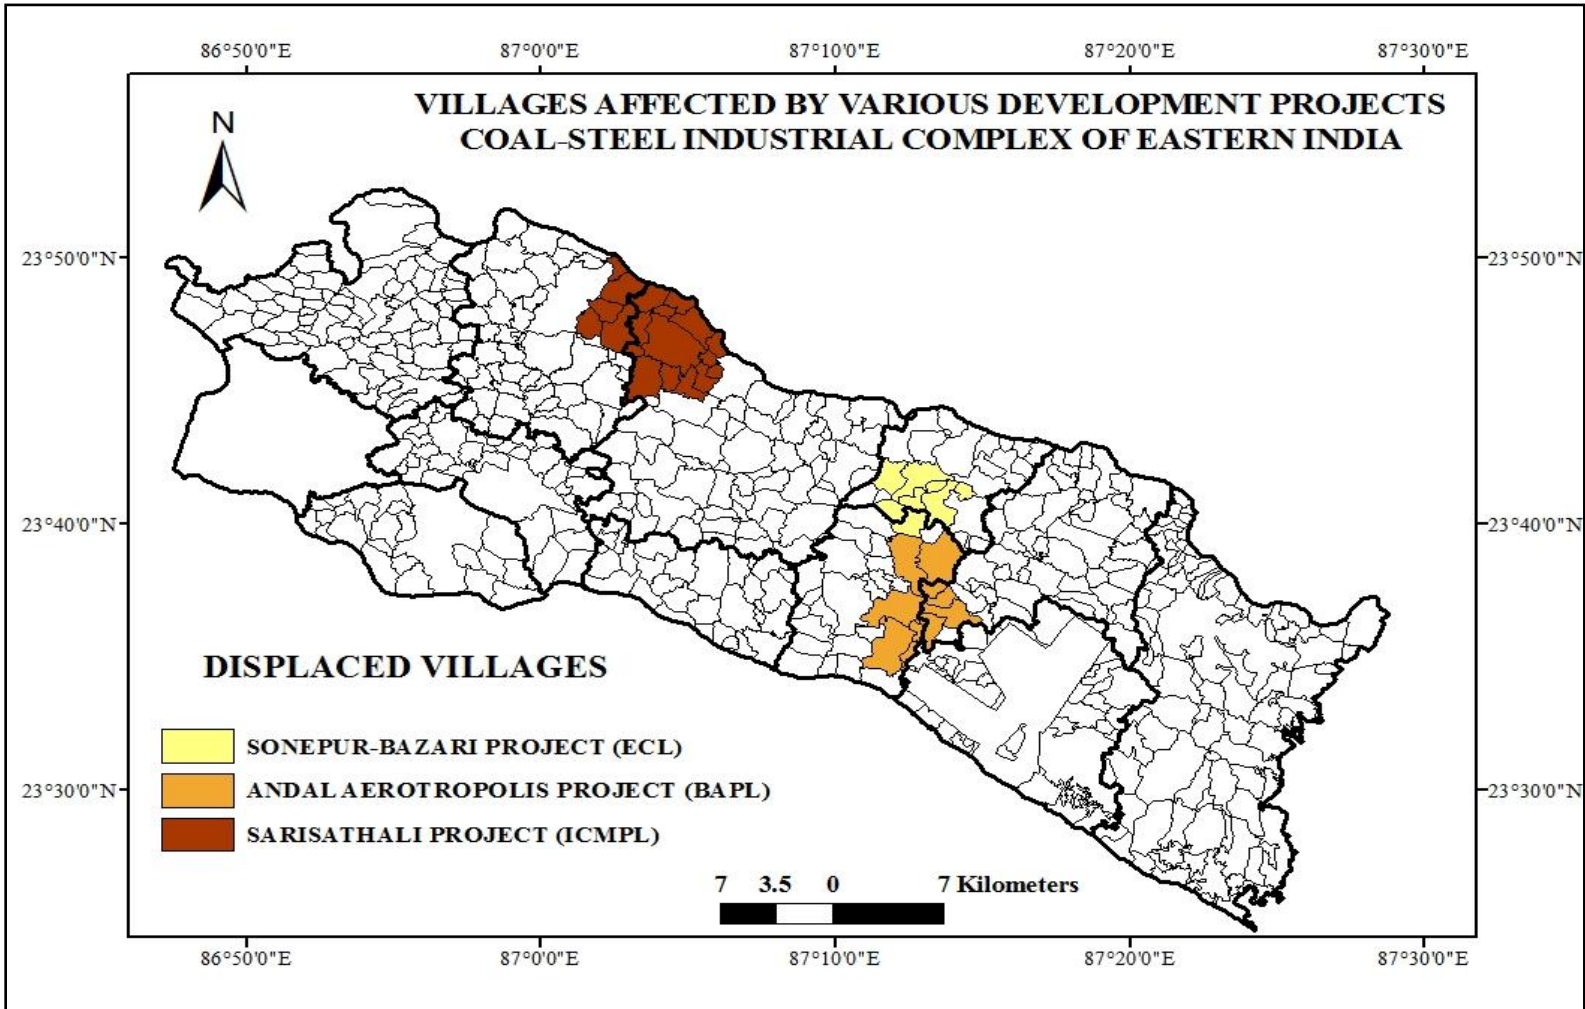 86°50'0"E 87°0'0"E 87°10'0"E 87°20'0"E 87°30'0"E
VILLAGES AFFECTED BY VARIOUS DEVELOPMENT PROJECTS
COAL-STEEL INDUSTRIAL COMPLEX OF EASTERN INDIA
N
23°50'0"N 23°50'0"N
23°40'0"N 23°40'0"N
DISPLACED VILLAGES
SONEPUR-BAZARI PROJECT (ECL)
23°30'0"N ANDAL AEROTROPOLIS PROJECT (BAPL) 23°30'0"N
SARISATHALI PROJECT (ICMPL)
7 3.5 0 7 Kilometers
86°50'0"E 87°0'0"E 87°10'0"E 87°20'0"E 87°30'0"E